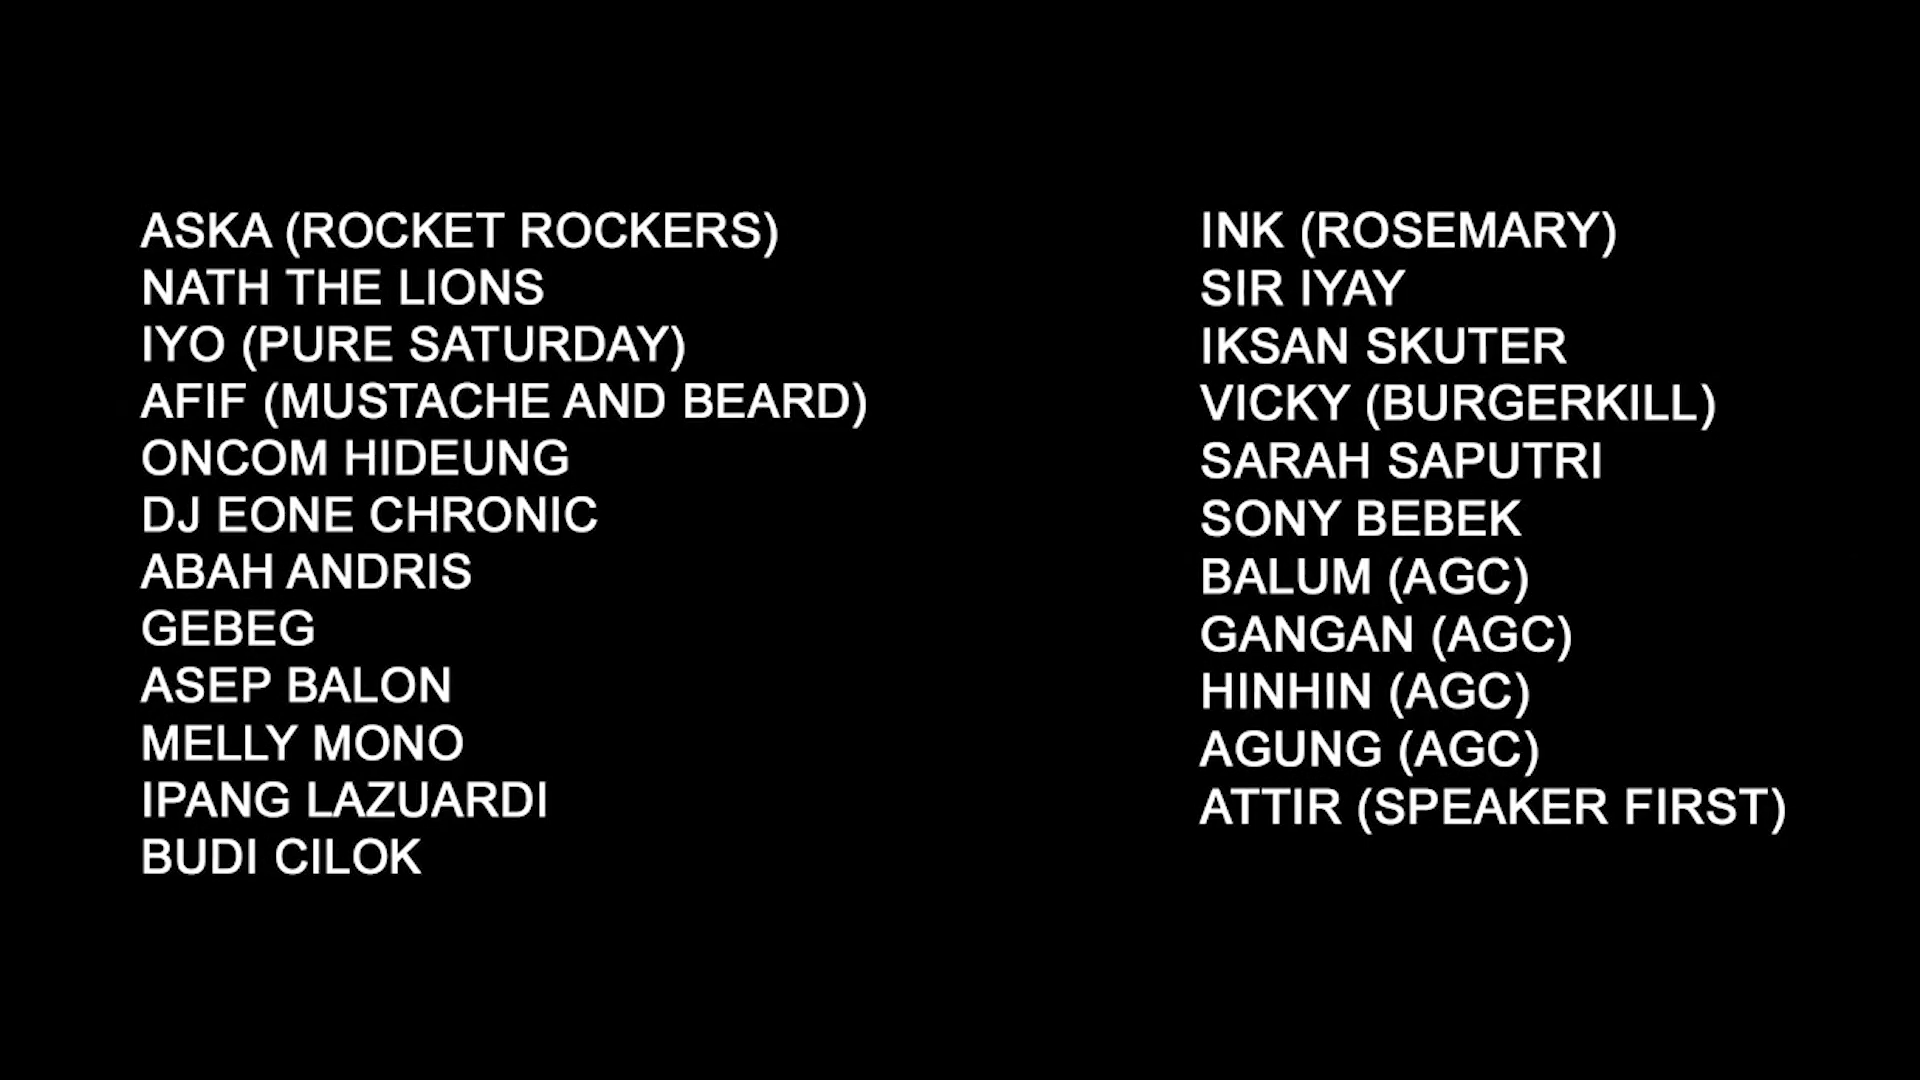 ASKA (ROCKET ROCKERS)
NATH THE LIONS
IYO (PURE SATURDAY)
AFIF (MUSTACHE AND BEARD)
ONCOM HIDEUNG
DJ EONE CHRONIC
ABAH ANDRIS
GEBEG
ASEP BALON
MELLY MONO
IPANG LAZUARDI
BUDI CILOK
INK (ROSEMARY)
SIR IYAY
IKSAN SKUTER
VICKY (BURGERKILL)
SARAH SAPUTRI
SONY BEBEK
BALUM (AGC)
GANGAN (AGC)
HINHIN (AGC)
AGUNG (AGC)
ATTIR (SPEAKER FIRST)